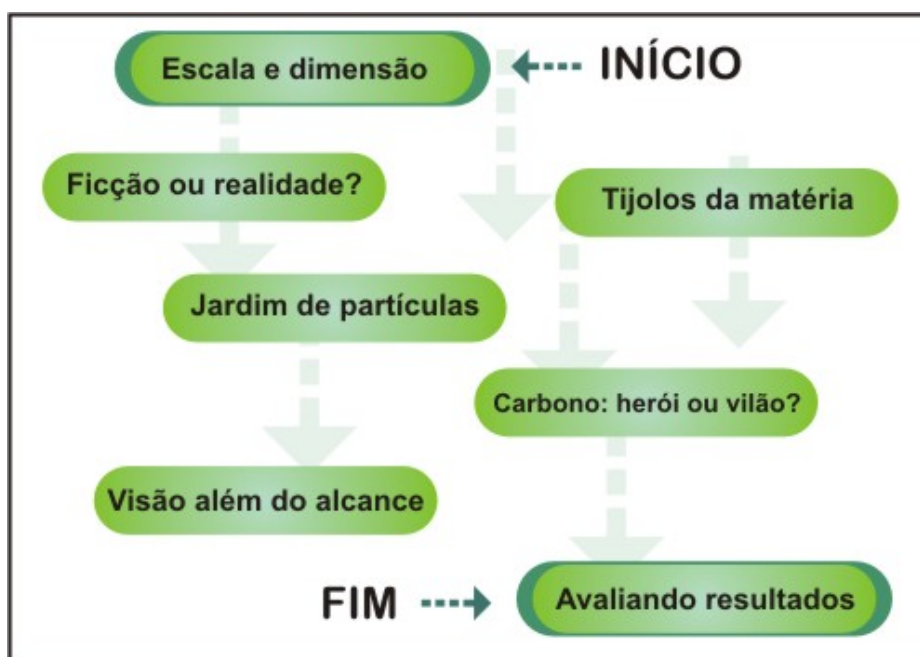 Escala e dimensão
INÍCIO
Ficção ou realidade?
Tijolos da matéria
Jardim de partículas
Carbono: herói ou vilão?
Visão além do alcance
FIM
Avaliando resultados